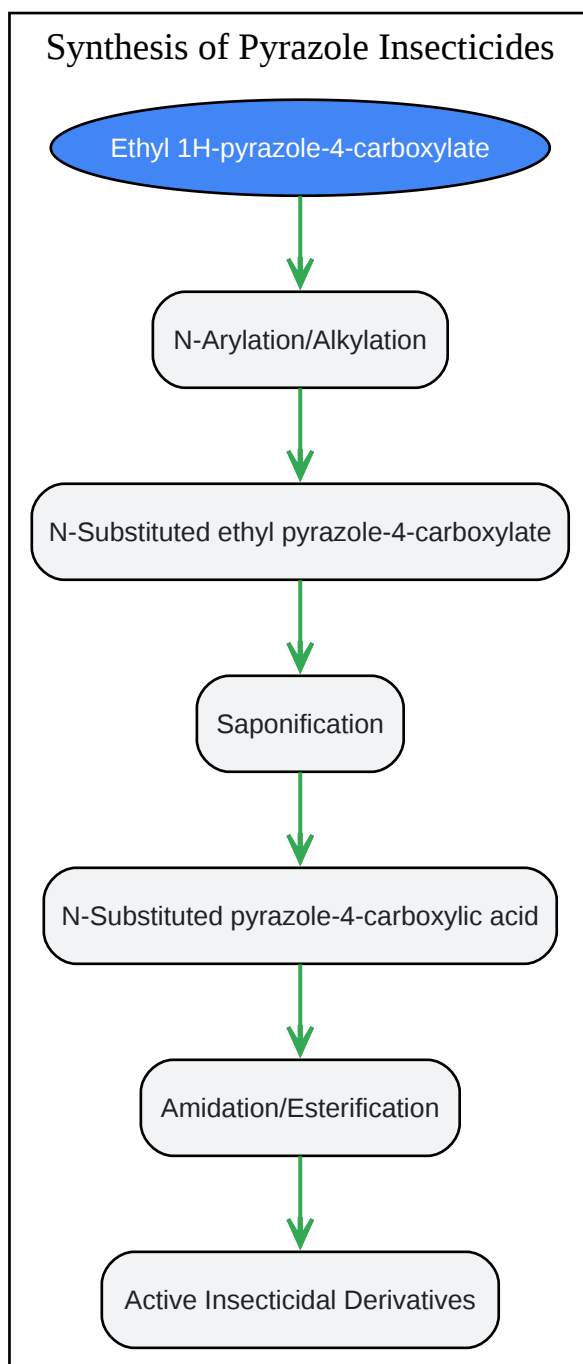 Synthesis of Pyrazole Insecticides
Ethyl 1H-pyrazole-4-carboxylate
N-Arylation/Alkylation
N-Substituted ethyl pyrazole-4-carboxylate
Saponification
N-Substituted pyrazole-4-carboxylic acid
Amidation/Esterification
Active Insecticidal Derivatives